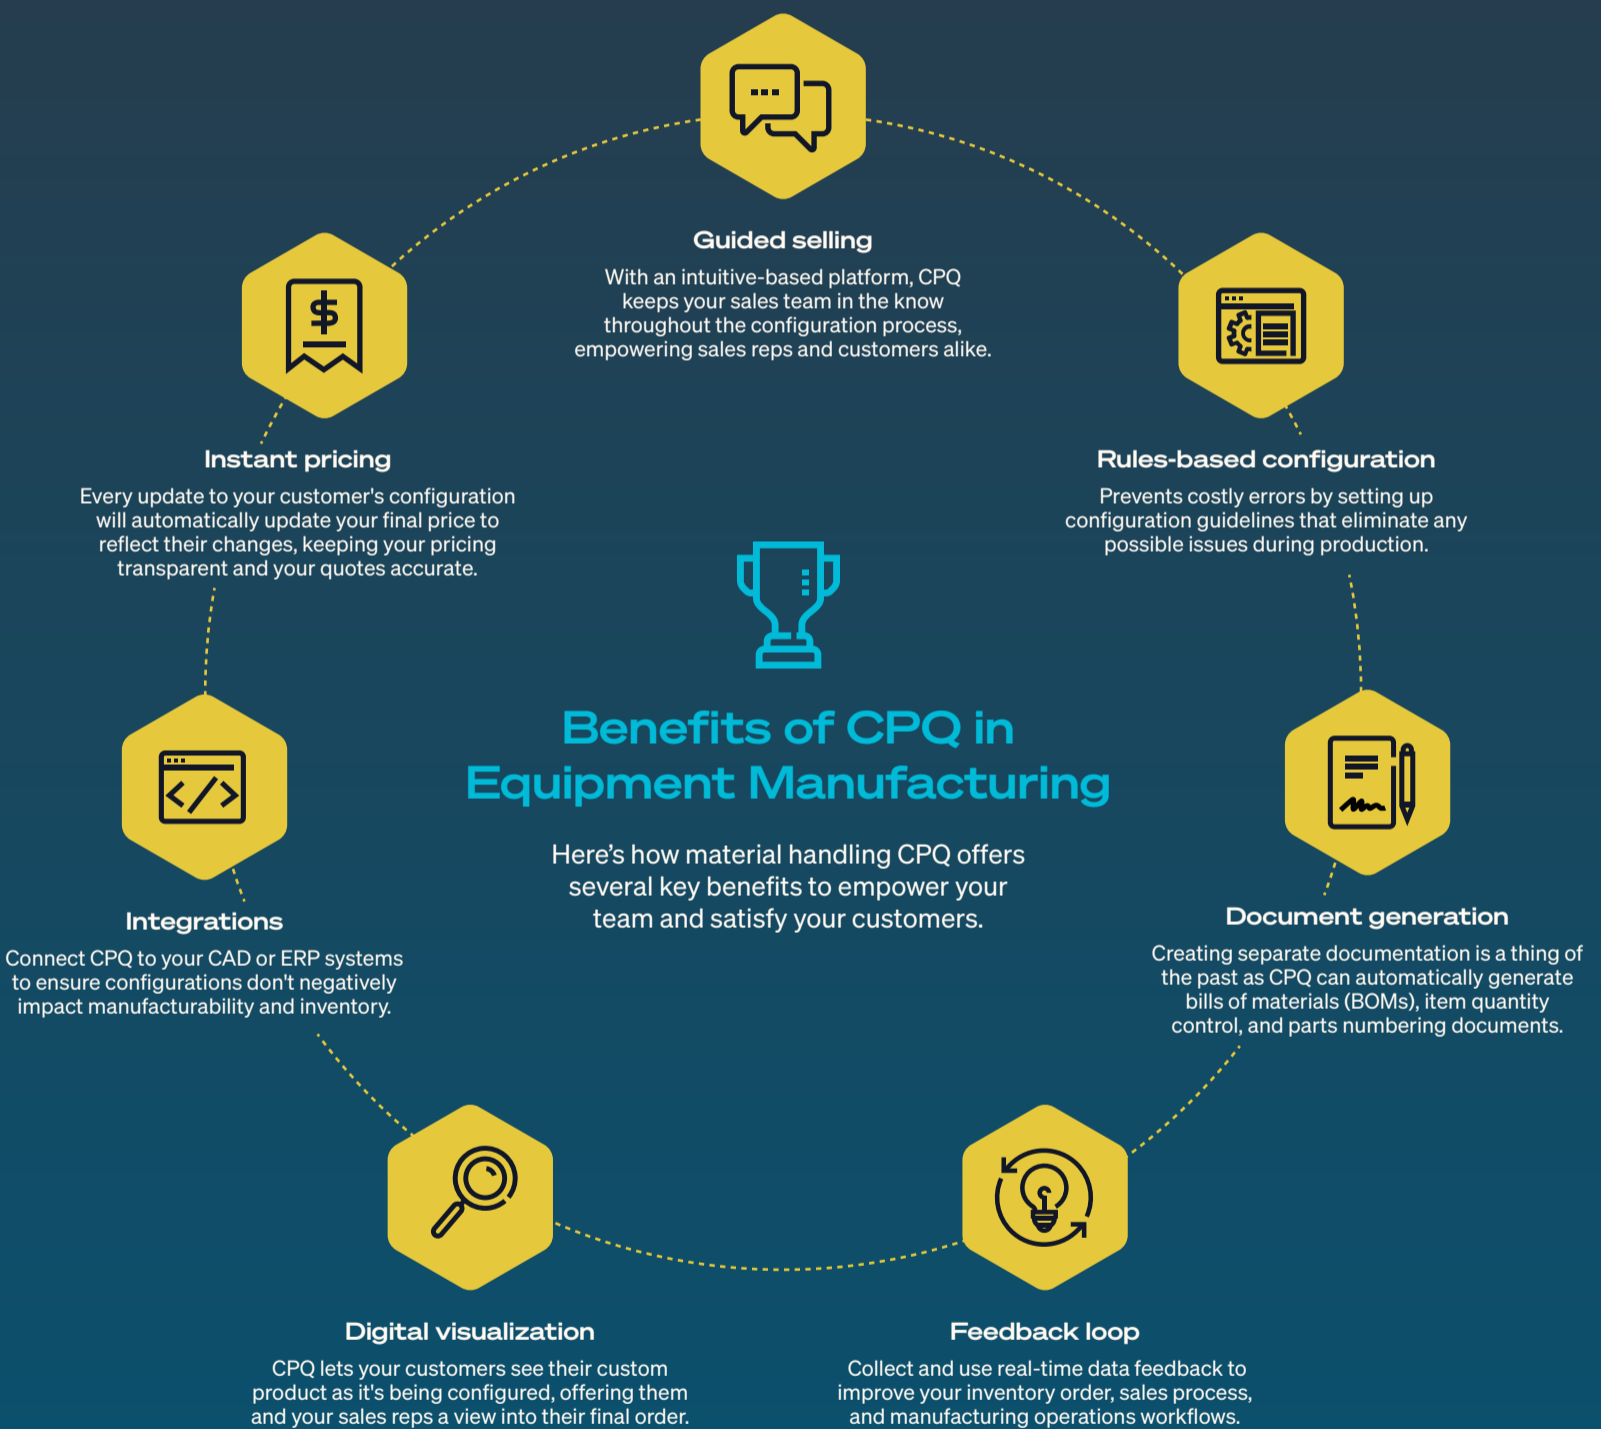 Guided selling
With an intuitive-based platform, CPQ
keeps your sales team in the know
throughout the configuration process,
empowering sales reps and customers alike.
Instant pricing
Every update to your customer's configuration
will automatically update your final price to
reflect their changes, keeping your pricing
transparent and your quotes accurate.
Rules-based configuration
Prevents costly errors by setting up
configuration guidelines that eliminate any
possible issues during production.
Benefits of CPQ in
Equipment Manufacturing
Here’s how material handling CPQ offers
several key benefits to empower your
team and satisfy your customers.
Integrations
Connect CPQ to your CAD or ERP systems
to ensure configurations don't negatively
impact manufacturability and inventory.
Document generation
Creating separate documentation is a thing of
the past as CPQ can automatically generate
bills of materials (BOMs), item quantity
control, and parts numbering documents.
Digital visualization
CPQ lets your customers see their custom
product as it's being configured, offering them
and your sales reps a view into their final order.
Feedback loop
Collect and use real-time data feedback to
improve your inventory order, sales process,
and manufacturing operations workflows.